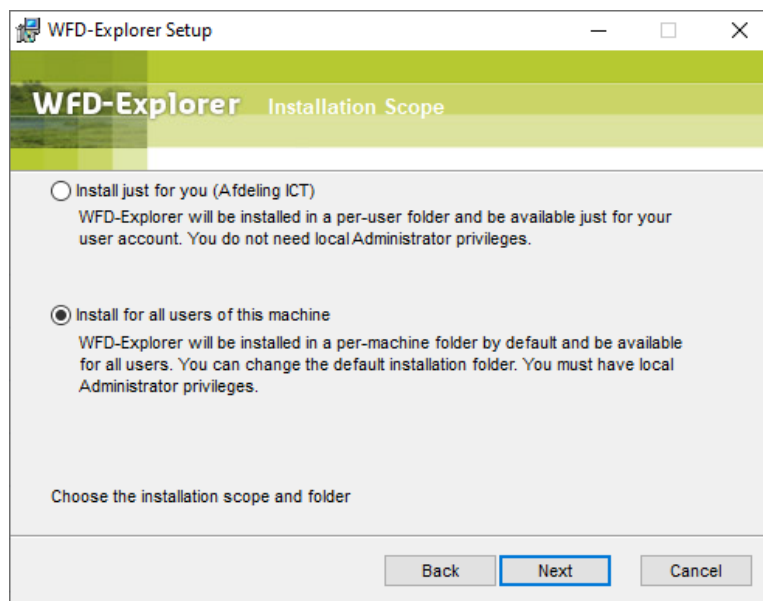 WFD-Explorer Setup
WFD-Explorer Installation Scope
Install just for you (Afdeling ICT)
WFD-Explorer will be installed in a per-user folder and be available just for your
user account. You do not need local Administrator privileges.
Install for all users of this machine
WFD-Explorer will be installed in a per-machine folder by default and be available
for all users. You can change the default installation folder. You must have local
Administrator privileges.
Choose the installation scope and folder
Back Next Cancel